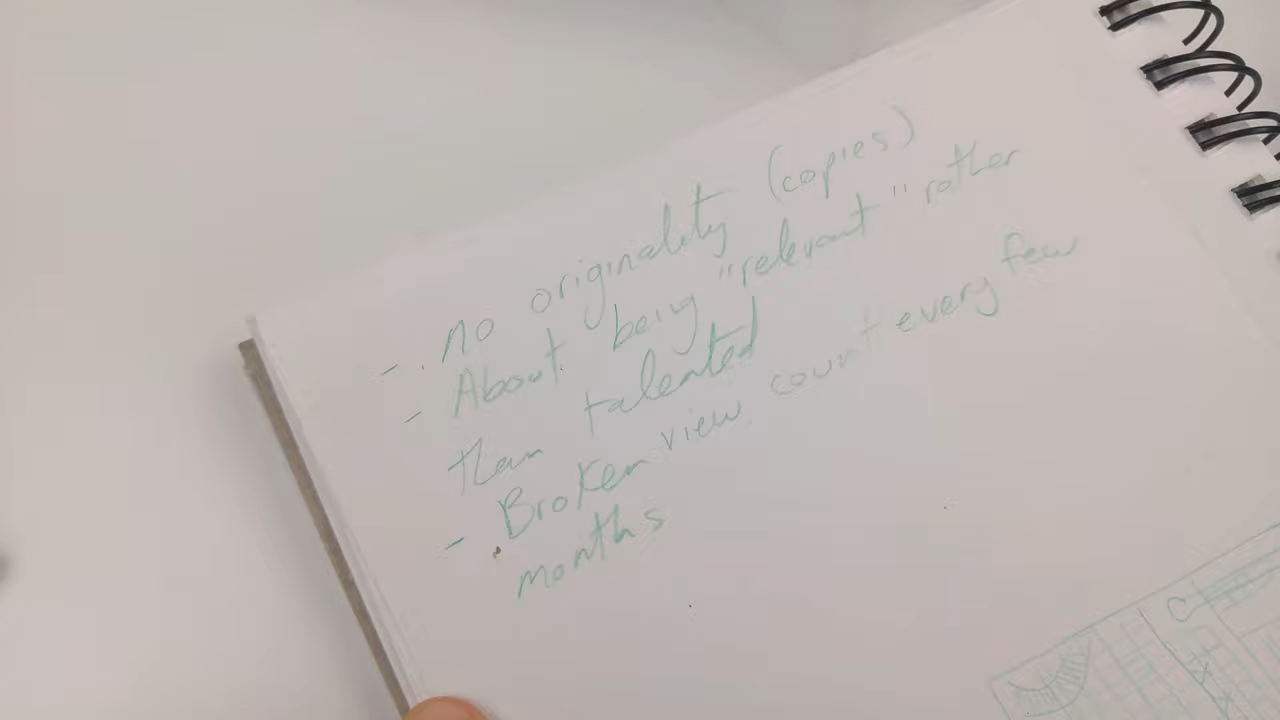 - no originality (copies)
- About being "relevant" rather
than talented
- Broken view count every few
months